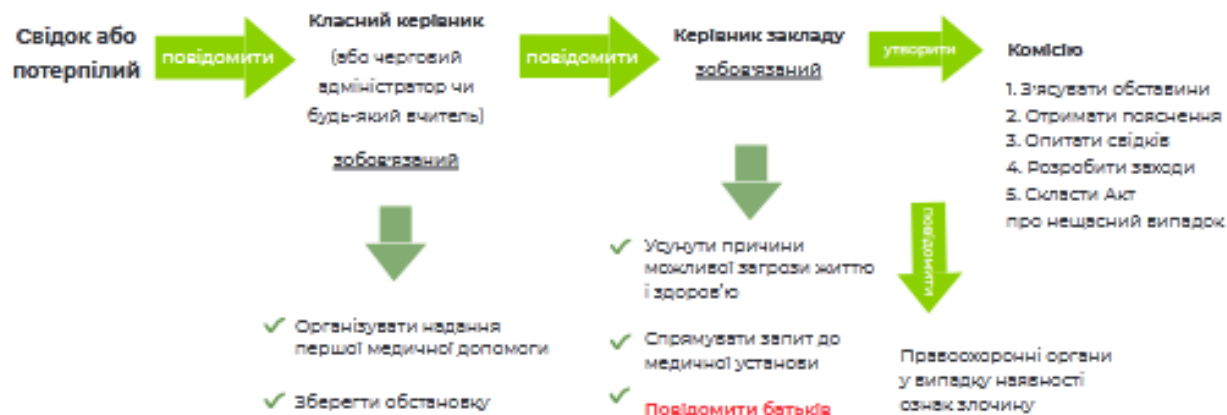 Свідок або
потерпілий
повідомити
Класний керівник
(або черговий
адміністратор чи
будь-який вчитель)
зобов'язаний
повідомити
Керівник закладу
зобов'язаний
утворити
Комісію
1. З'ясувати обставини
2. Отримати пояснення
3. Опитати свідків
4. Розробити заходи
5. Скласти Акт
про нещасний випадок
Організувати надання
першої медичної допомоги
Зберегти обстановку
Усунути причини
можливої загрози життю
і здоров'ю
Спрямувати запит до
медичної установи
Повідомити батьків
повідомити
Правоохоронні органи
у випадку наявності
ознак злочину